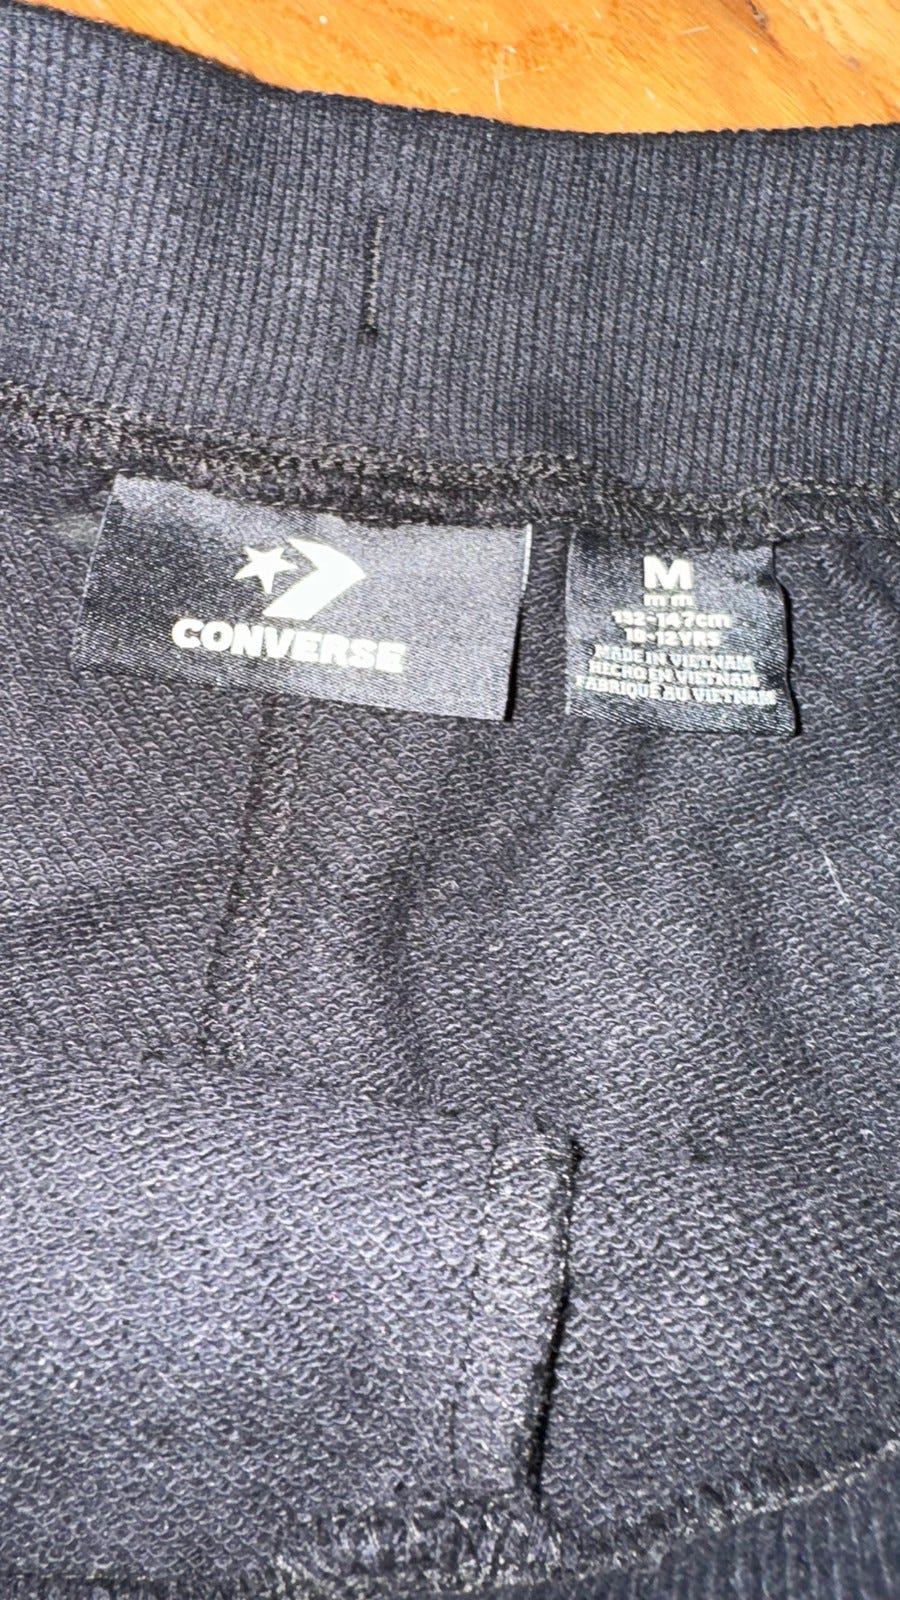 CONVERSE
M
m m
132-147cm
10-12YRS
MADE IN VIETNAM
HECHO EN VIETNAM
FABRIQUÉ AU VIETNAM